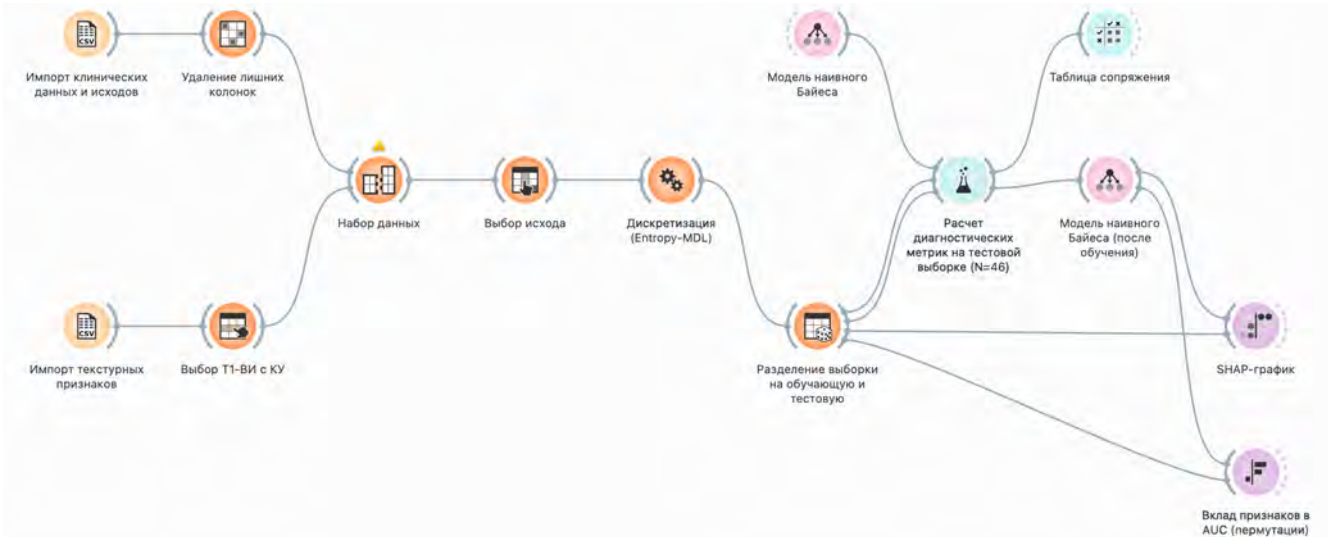 CSV
Импорт клинических
данных и исходов
Удаление лишних
колонок
Модель наивного
Байеса
Таблица сопряжения
Набор данных
Выбор исхода
Дискретизация
(Entropy-MDL)
Расчет
диагностических
метрик на тестовой
выборке (N=46)
Модель наивного
Байеса (после
обучения)
CSV
Импорт текстурных
признаков
Выбор Т1-ВИ с КУ
Разделение выборки
на обучающую и
тестовую
SHAP-график
Вклад признаков в
AUC (пермутации)